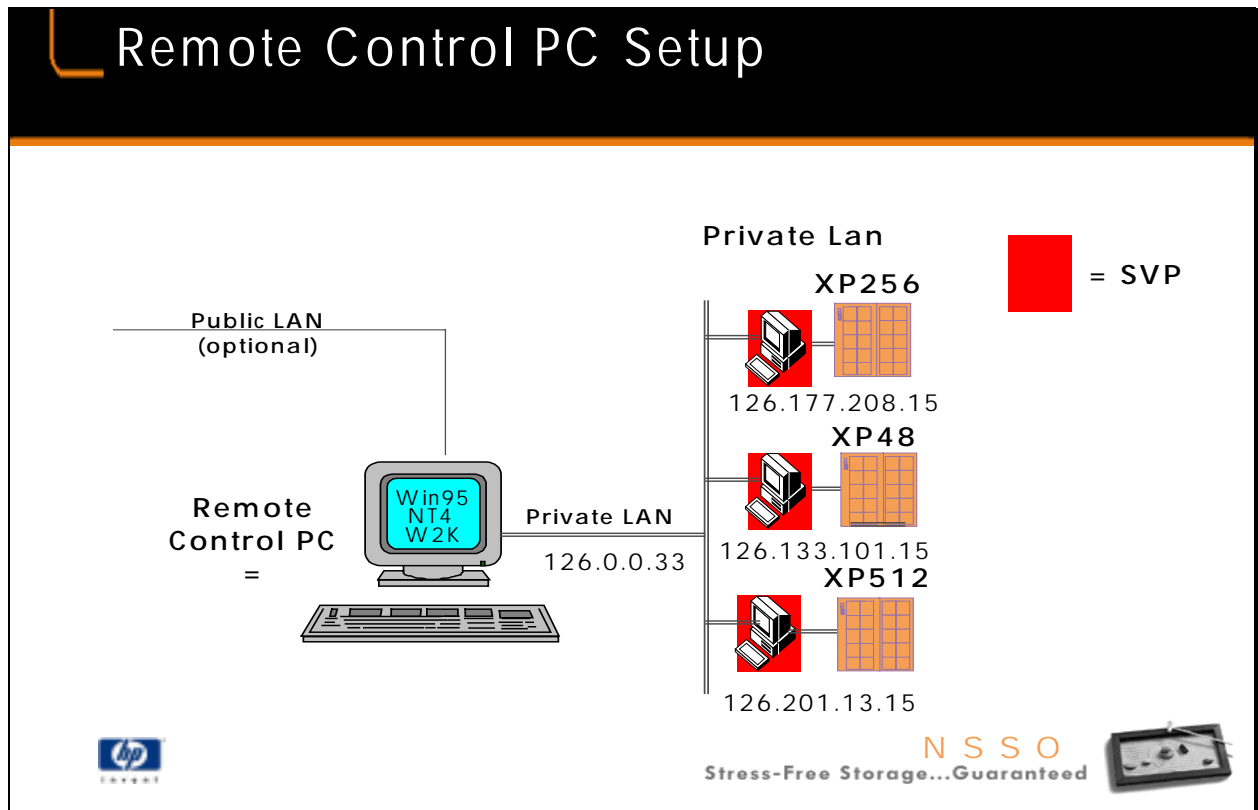 Remote Control PC Setup
Private Lan
= SVP
XP256
Public LAN
(optional)
126.177.208.15
XP48
Win95
NT4
W2K
Remote
Control PC
=
Private LAN
126.0.0.33
126.133.101.15
XP512
126.201.13.15
hp
invent
N S S O
Stress-Free Storage...Guaranteed